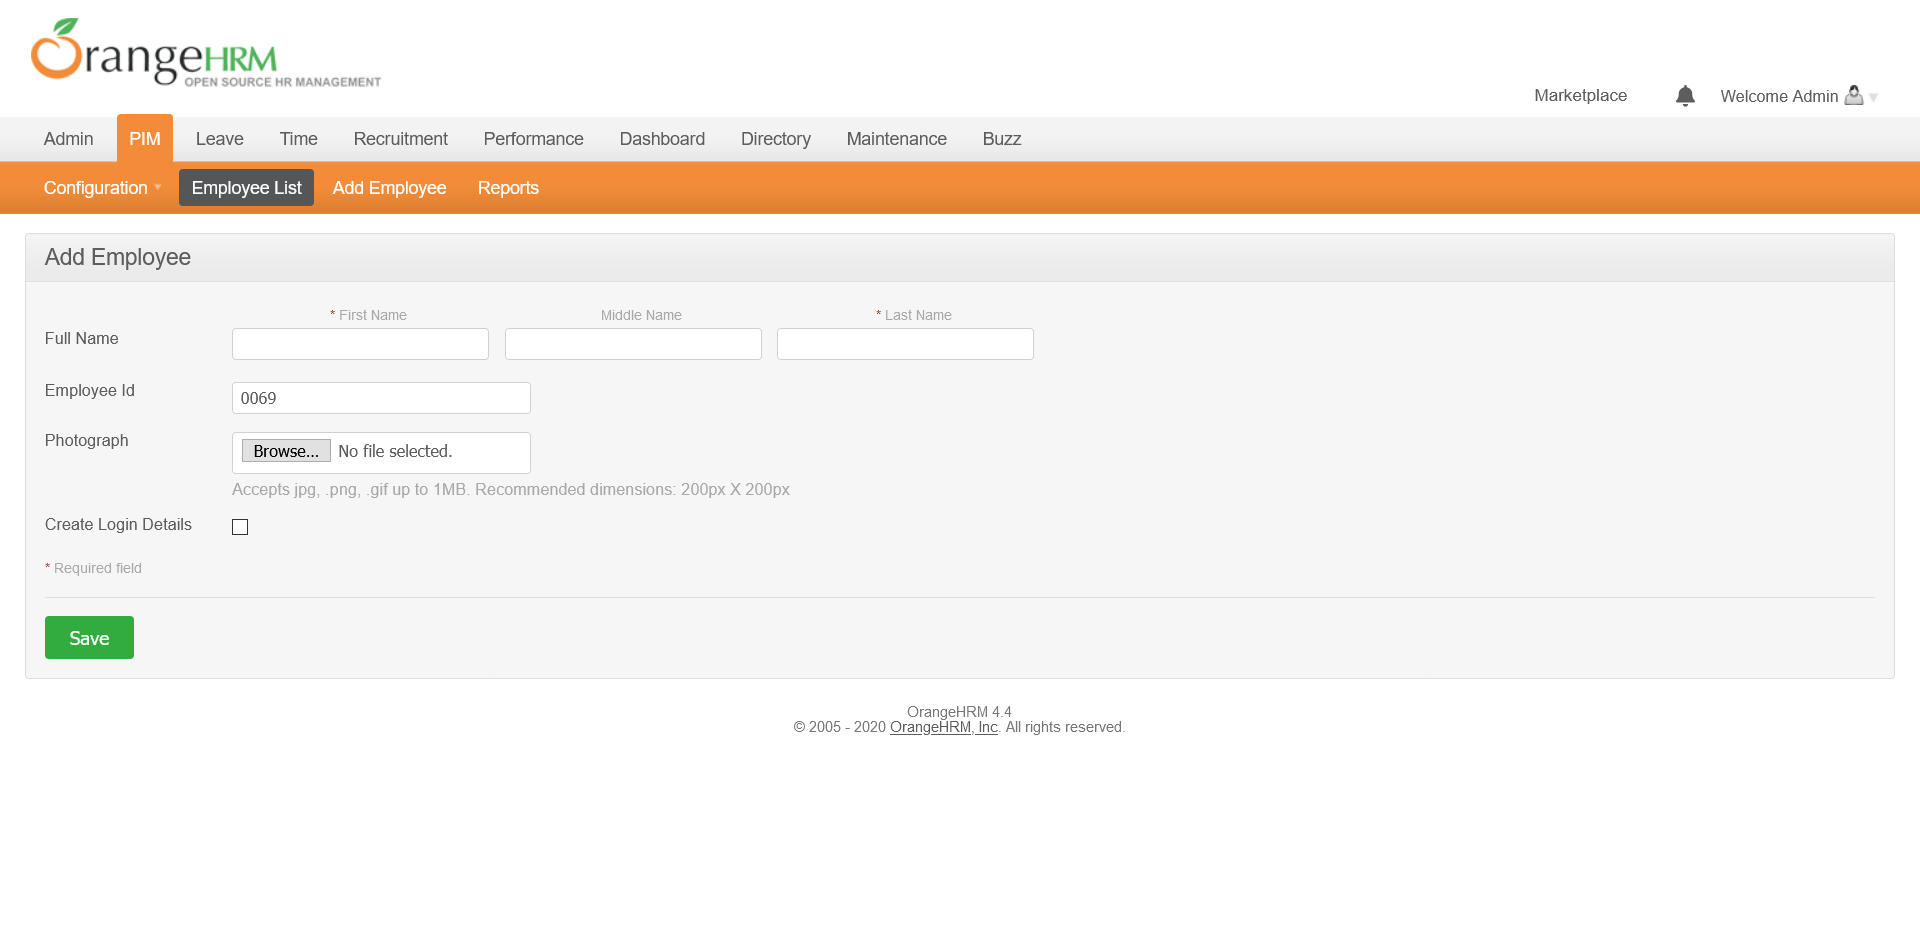 OrangeHRM
OPEN SOURCE HR MANAGEMENT
Marketplace
Welcome Admin
Admin PIM Leave Time Recruitment Performance Dashboard Directory Maintenance Buzz
Configuration Employee List Add Employee Reports
Add Employee
* First Name Middle Name * Last Name
Full Name
Employee Id 0069
Photograph Browse... No file selected.
Accepts jpg, .png, .gif up to 1MB. Recommended dimensions: 200px X 200px
Create Login Details
* Required field
Save
OrangeHRM 4.4
© 2005 - 2020 OrangeHRM, Inc. All rights reserved.